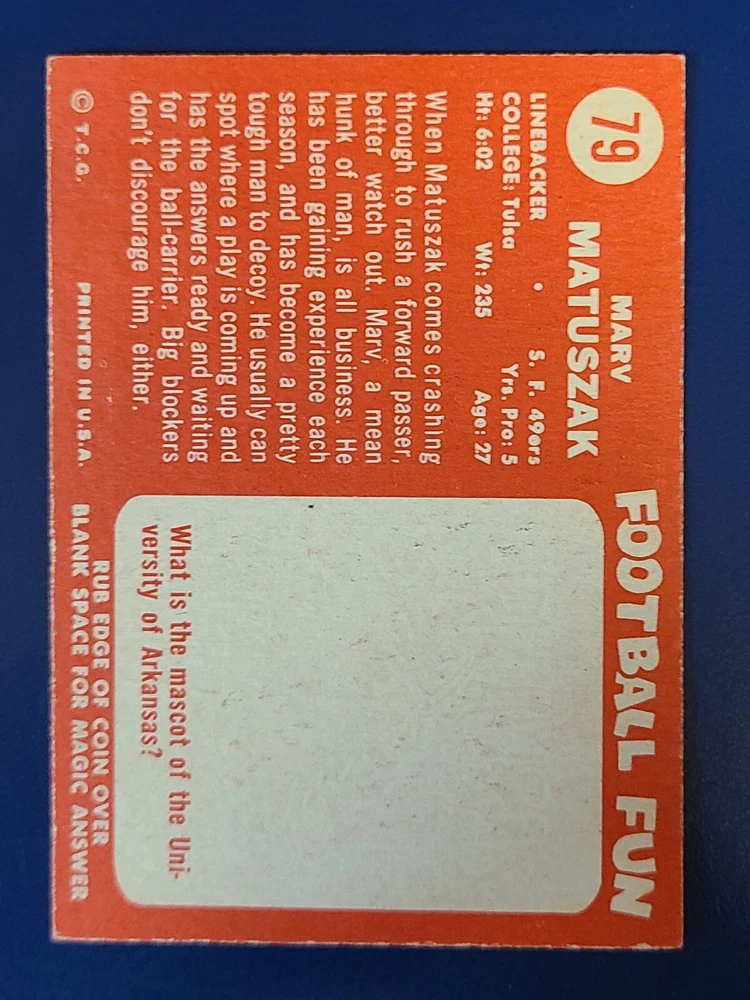 79
MARV
MATUSZAK
LINEBACKER • S. F. 49ers
COLLEGE: Tulsa Yrs. Pro: 5
Ht: 6:02 Wt: 235 Age: 27
When Matuszak comes crashing
through to rush a forward passer,
better watch out. Marv, a mean
hunk of man, is all business. He
has been gaining experience each
season, and has become a pretty
tough man to decoy. He usually can
spot where a play is coming up and
has the answers ready and waiting
for the ball-carrier. Big blockers
don't discourage him, either.
© T.C.G. PRINTED IN U.S.A.
FOOTBALL FUN
What is the mascot of the Uni-
versity of Arkansas?
RUB EDGE OF COIN OVER
BLANK SPACE FOR MAGIC ANSWER